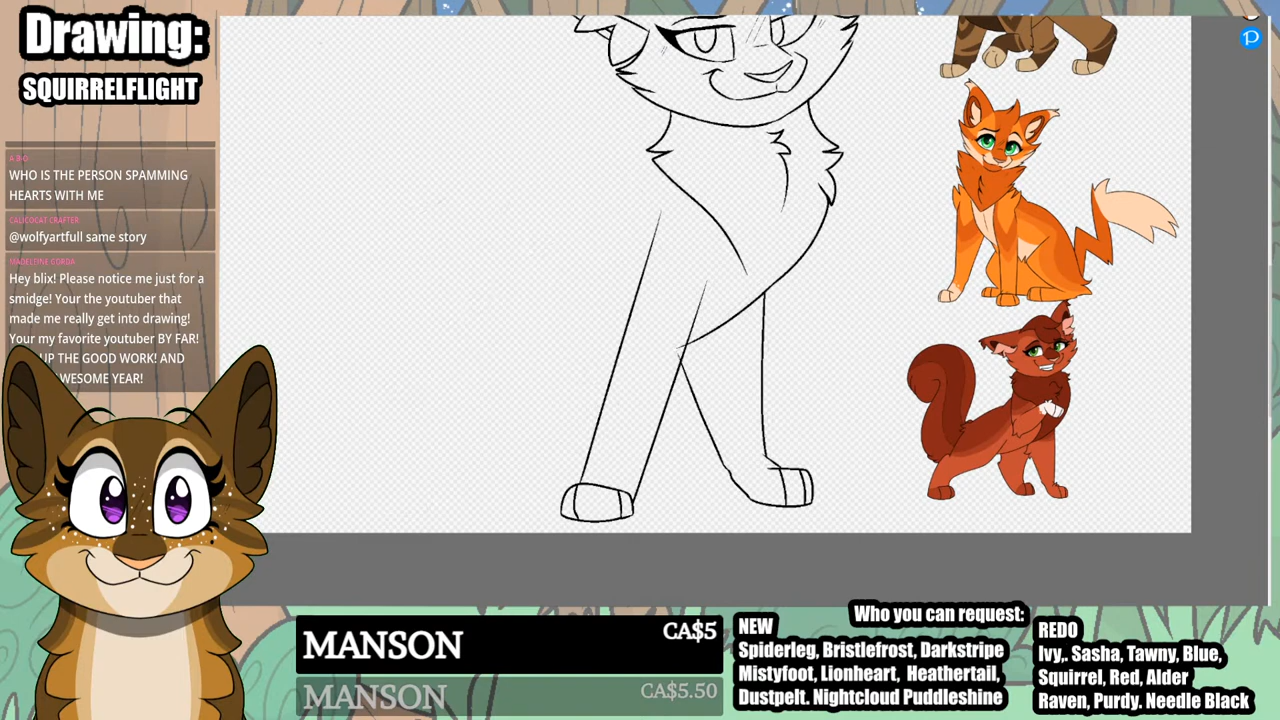 Drawing:
SQUIRRELFLIGHT
WHO IS THE PERSON SPAMMING
HEARTS WITH ME
CALICOCAT CRAFTER
@wolfyartfull same story
Hey blix! Please notice me just for a
smidge! Your the youtuber that
made me really get into drawing!
Your my favorite youtuber BY FAR!
UP THE GOOD WORK! AND
WESOME YEAR!
MANSON
CA$5
MANSON
CA$5.50
Who you can request:
NEW
Spiderleg, Bristlefrost, Darkstripe
Mistyfoot, Lionheart, Heathertail,
Dustpelt. Nightcloud Puddleshine
REDO
Ivy,. Sasha, Tawny, Blue,
Squirrel, Red, Alder
Raven, Purdy. Needle Black